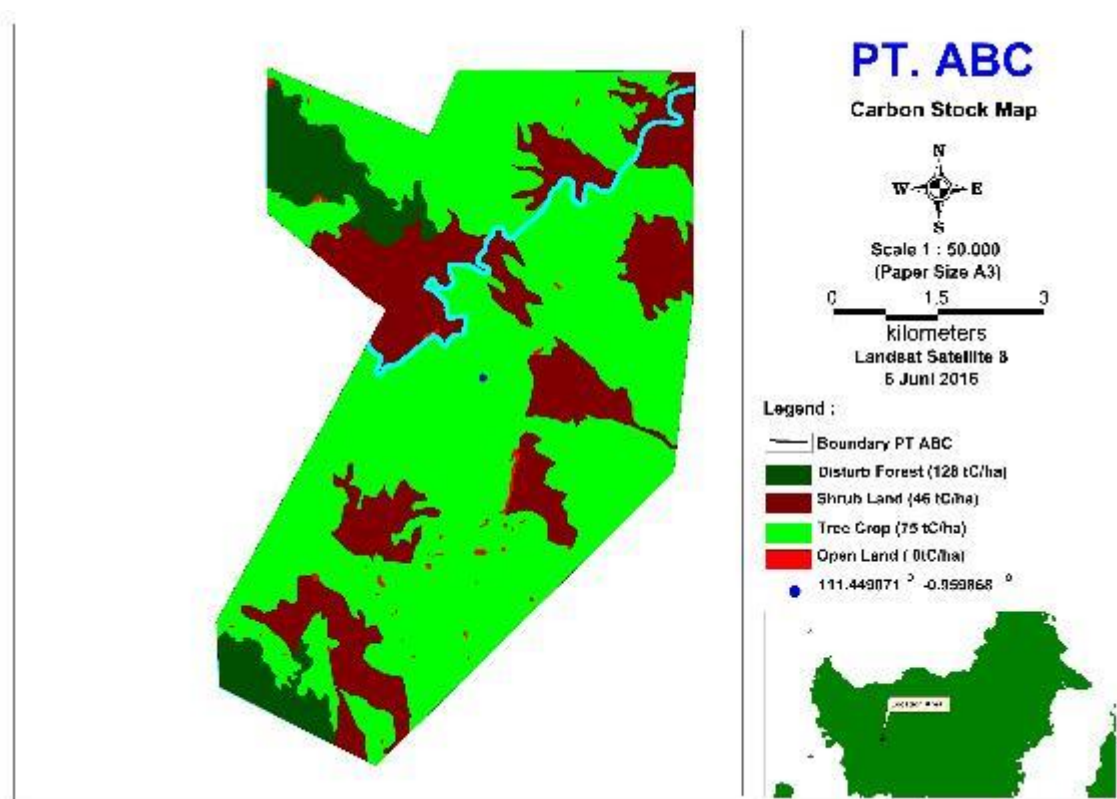 PT. ABC
Carbon Stock Map
N
W E
S
Scale 1 : 50.000
(Paper Size A3)
0 1.5 3
kilometers
Landsat Satellite 8
6 Juni 2016
Legend :
Boundary PT ABC
Disturb Forest (128 tC/ha)
Shrub Land (46 tC/ha)
Tree Crop (75 tC/ha)
Open Land ( 0tC/ha)
111.449071 ° -0.959868 °